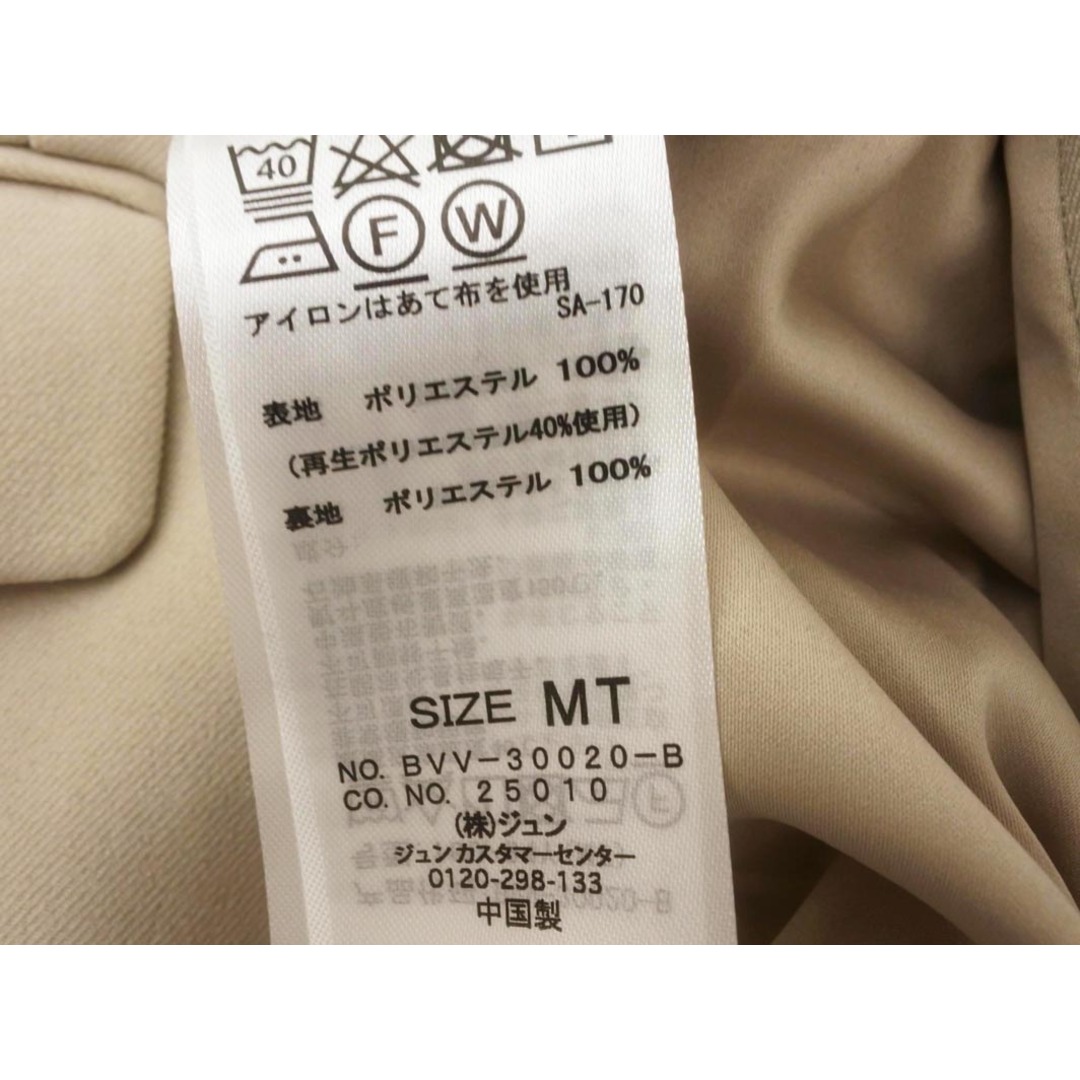 40
F W
アイロンはあて布を使用
SA-170
表地 ポリエステル 100%
(再生ポリエステル40%使用)
裏地 ポリエステル 100%
SIZE MT
NO. BVV-30020-B
CO. NO. 25010
(株)ジュン
ジュンカスタマーセンター
0120-298-133
中国製